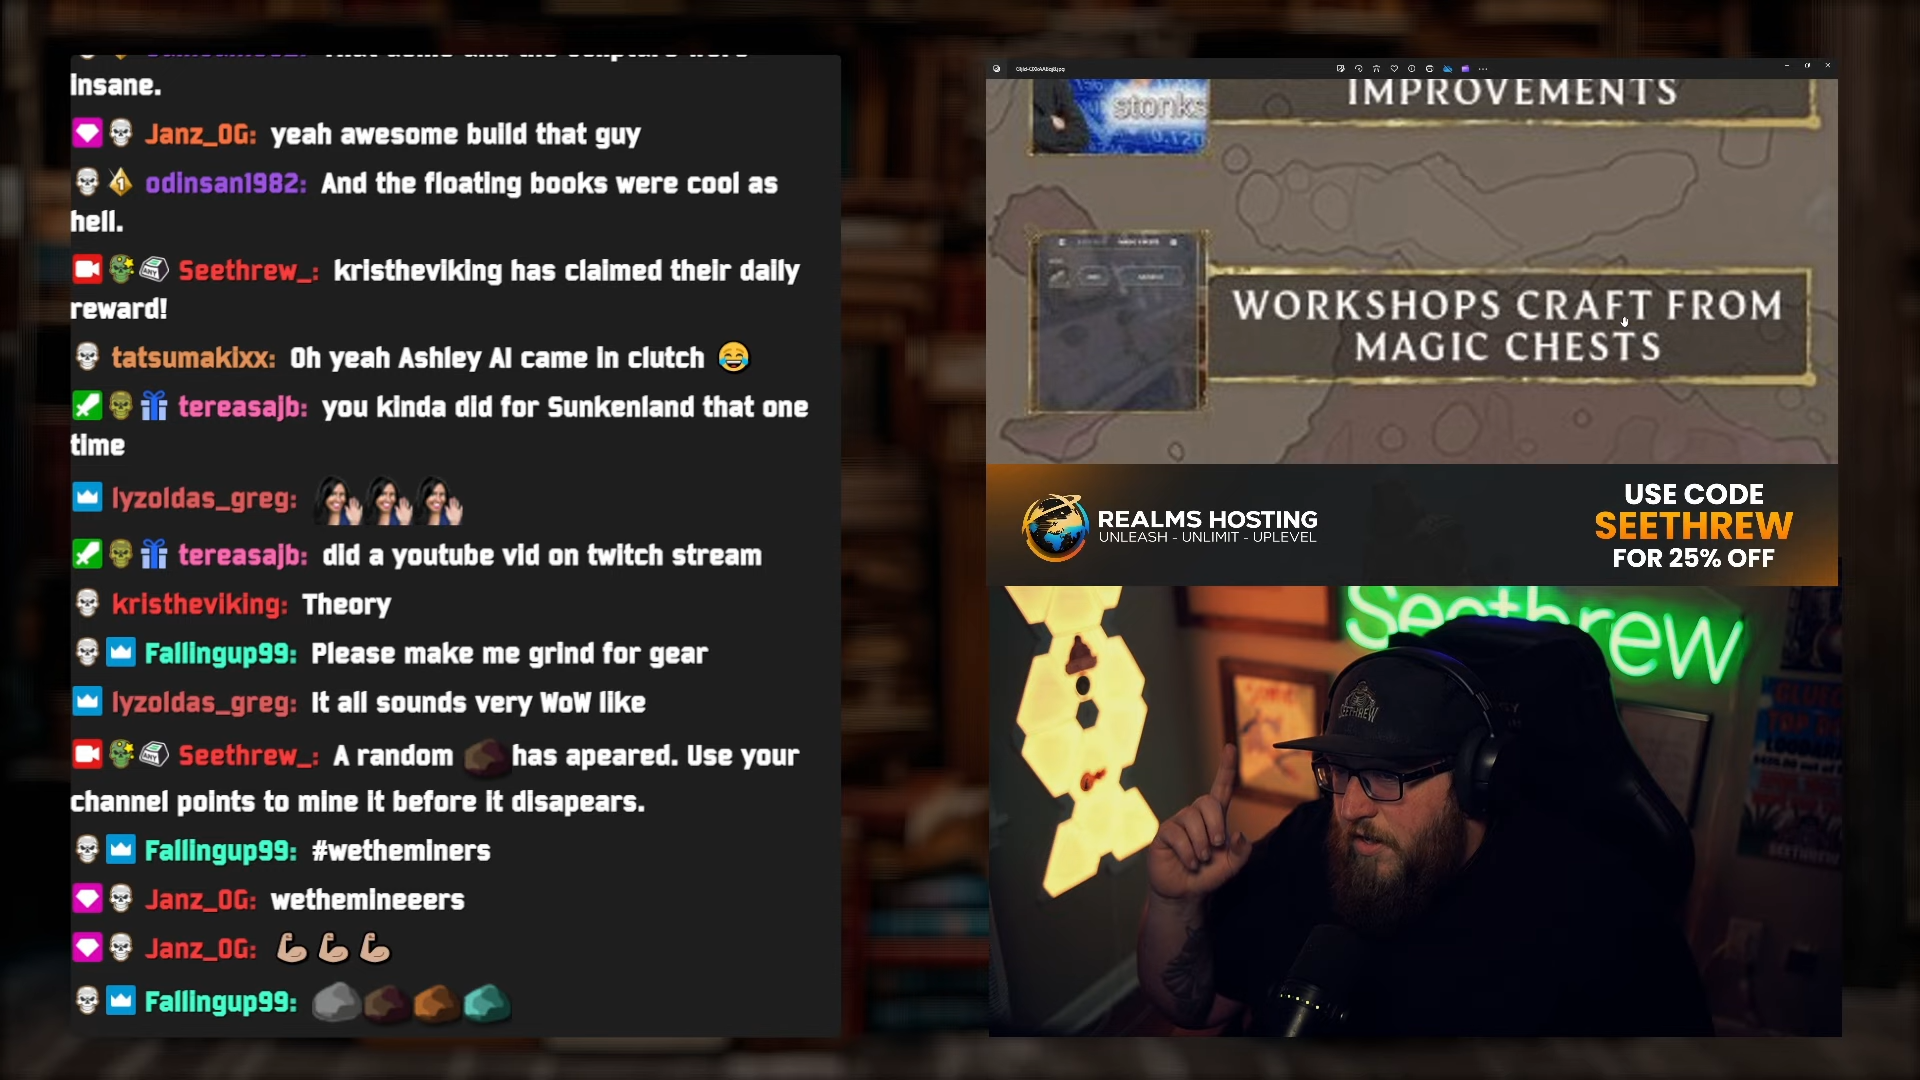 Insane.
Janz_OG: yeah awesome build that guy
odinsan1982: And the floating books were cool as
hell.
Seethrew_: kristheviking has claimed their daily
reward!
tatsumakixx: Oh yeah Ashley AI came in clutch
tereasajb: you kinda did for Sunkenland that one
time
lyzoldas_greg:
tereasajb: did a youtube vid on twitch stream
kristheviking: Theory
Fallingup99: Please make me grind for gear
lyzoldas_greg: It all sounds very WoW like
Seethrew_: A random has apeared. Use your
channel points to mine it before it disapears.
Fallingup99: #wetheminers
Janz_OG: wethemineeers
Janz_OG:
Fallingup99:
stonks
IMPROVEMENTS
WORKSHOPS CRAFT FROM
MAGIC CHESTS
REALMS HOSTING
UNLEASH - UNLIMIT - UPLEVEL
USE CODE
SEETHREW
FOR 25% OFF
Seethrew
SEETHREW